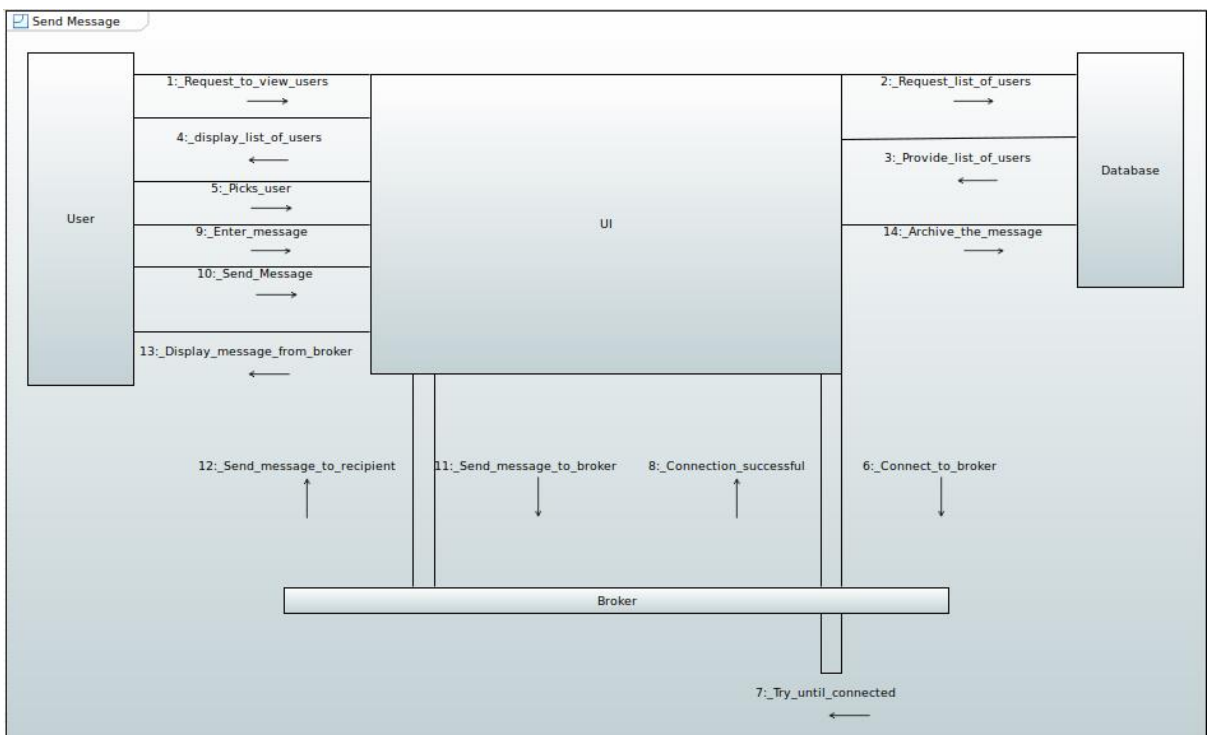 Send Message
1:_Request_to_view_users
2:_Request_list_of_users
4:_display_list_of_users
3:_Provide_list_of_users
Database
5:_Picks_user
User
UI
9:_Enter_message
14:_Archive_the_message
10:_Send_Message
13:_Display_message_from_broker
12:_Send_message_to_recipient
11:_Send_message_to_broker
8:_Connection_successful
6:_Connect_to_broker
Broker
7:_Try_until_connected